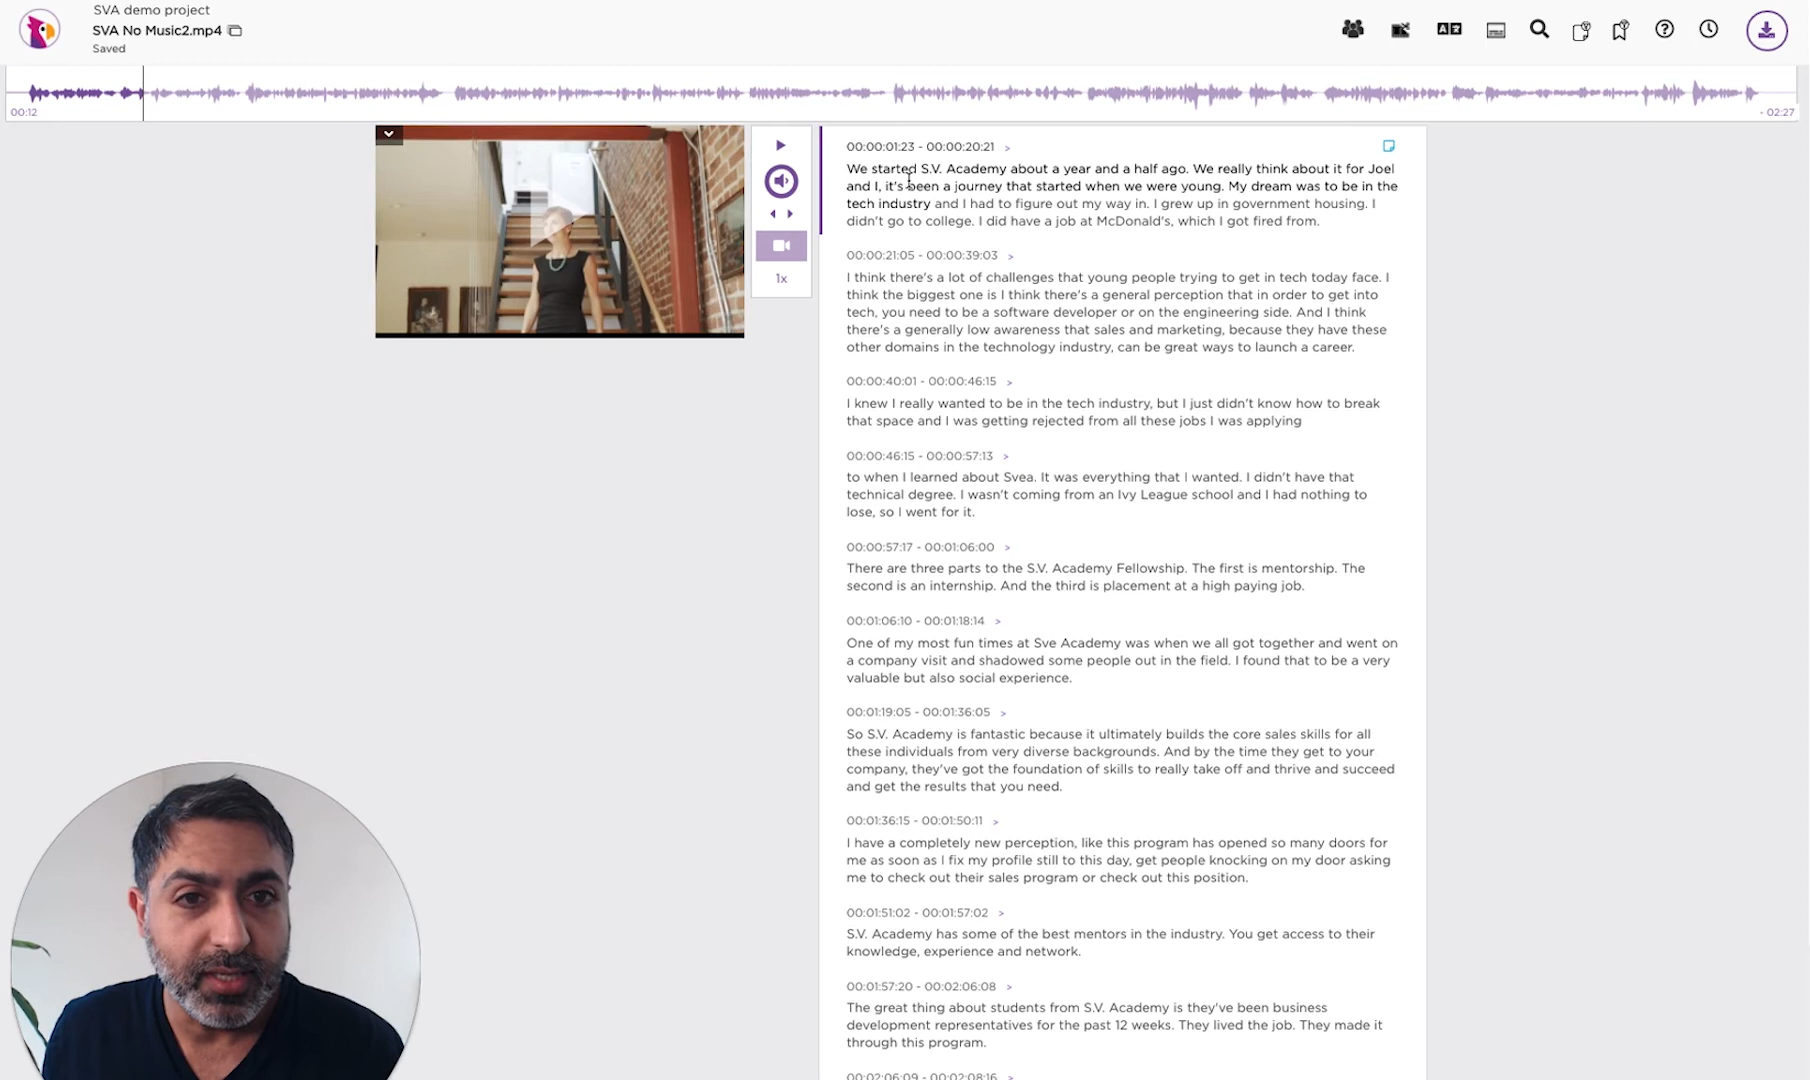 SVA demo project
SVA No Music2.mp4
Saved
00:12
- 02:27
1x
00:00:01:23 - 00:00:20:21 >
We started S.V. Academy about a year and a half ago. We really think about it for Joel
and I, it's been a journey that started when we were young. My dream was to be in the
tech industry and I had to figure out my way in. I grew up in government housing. I
didn't go to college. I did have a job at McDonald's, which I got fired from.
00:00:21:05 - 00:00:39:03 >
I think there's a lot of challenges that young people trying to get in tech today face. I
think the biggest one is I think there's a general perception that in order to get into
tech, you need to be a software developer or on the engineering side. And I think
there's a generally low awareness that sales and marketing, because they have these
other domains in the technology industry, can be great ways to launch a career.
00:00:40:01 - 00:00:46:15 >
I knew I really wanted to be in the tech industry, but I just didn't know how to break
that space and I was getting rejected from all these jobs I was applying
00:00:46:15 - 00:00:57:13 >
to when I learned about Svea. It was everything that I wanted. I didn't have that
technical degree. I wasn't coming from an Ivy League school and I had nothing to
lose, so I went for it.
00:00:57:17 - 00:01:06:00 >
There are three parts to the S.V. Academy Fellowship. The first is mentorship. The
second is an internship. And the third is placement at a high paying job.
00:01:06:10 - 00:01:18:14 >
One of my most fun times at Sve Academy was when we all got together and went on
a company visit and shadowed some people out in the field. I found that to be a very
valuable but also social experience.
00:01:19:05 - 00:01:36:05 >
So S.V. Academy is fantastic because it ultimately builds the core sales skills for all
these individuals from very diverse backgrounds. And by the time they get to your
company, they've got the foundation of skills to really take off and thrive and succeed
and get the results that you need.
00:01:36:15 - 00:01:50:11 >
I have a completely new perception, like this program has opened so many doors for
me as soon as I fix my profile still to this day, get people knocking on my door asking
me to check out their sales program or check out this position.
00:01:51:02 - 00:01:57:02 >
S.V. Academy has some of the best mentors in the industry. You get access to their
knowledge, experience and network.
00:01:57:20 - 00:02:06:08 >
The great thing about students from S.V. Academy is they've been business
development representatives for the past 12 weeks. They lived the job. They made it
through this program.
00:02:06:09 - 00:02:08:16 >